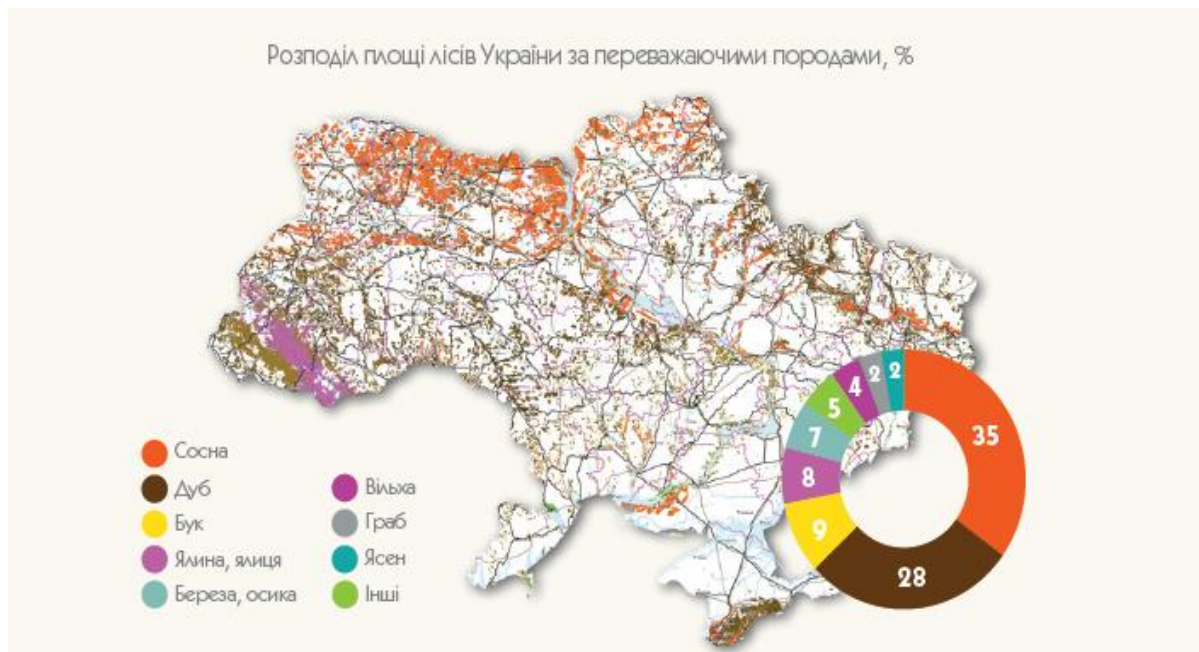 Розподіл площі лісів України за переважаючими породами, %
Сосна
Дуб
Бук
Ялина, ялиця
Береза, осика
Вільха
Граб
Ясен
Інші
35
28
9
8
7
5
4
2
2